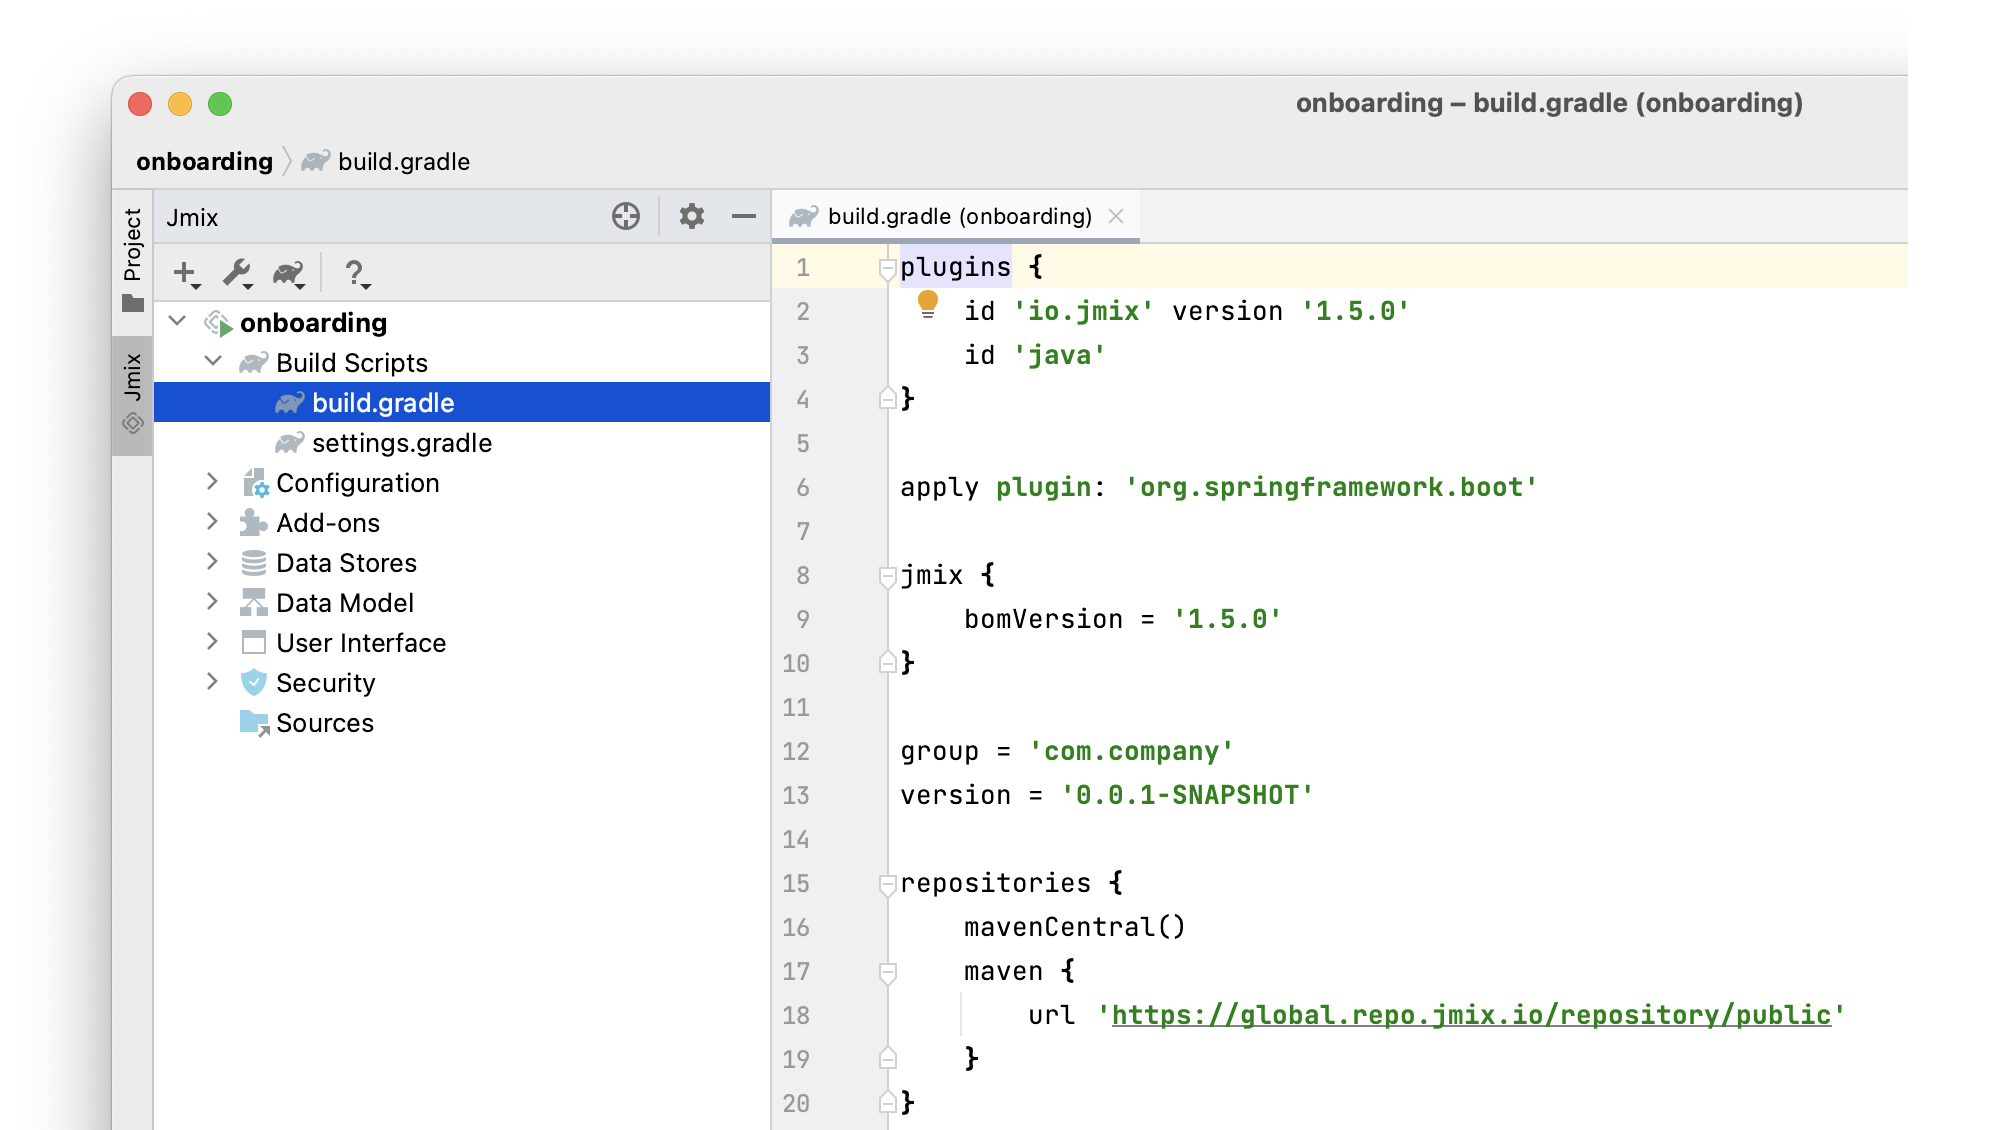 onboarding – build.gradle (onboarding)
onboarding build.gradle
Project
Jmix
Jmix
?
onboarding
Build Scripts
build.gradle
settings.gradle
Configuration
Add-ons
Data Stores
Data Model
User Interface
Security
Sources
build.gradle (onboarding)
1 plugins {
2 id 'io.jmix' version '1.5.0'
3 id 'java'
4 }
5
6 apply plugin: 'org.springframework.boot'
7
8 jmix {
9 bomVersion = '1.5.0'
10 }
11
12 group = 'com.company'
13 version = '0.0.1-SNAPSHOT'
14
15 repositories {
16 mavenCentral()
17 maven {
18 url 'https://global.repo.jmix.io/repository/public'
19 }
20 }